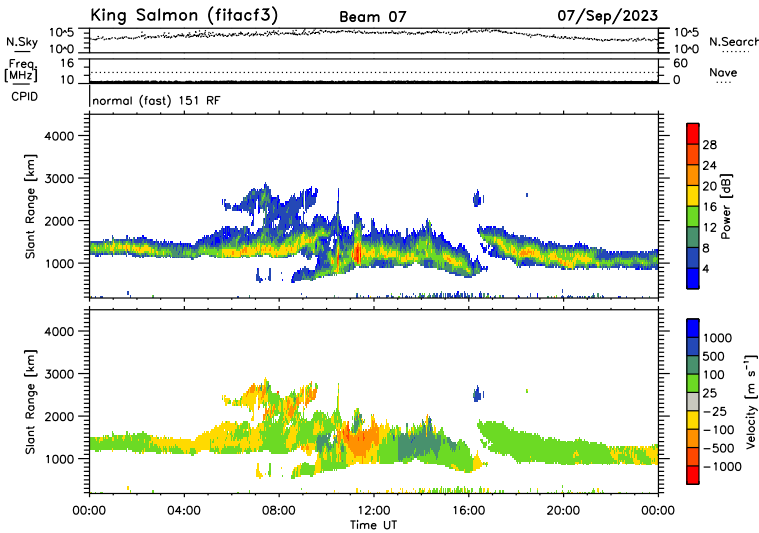 King Salmon (fitacf3) Beam 07 07/Sep/2023
N.Sky 10^5 10^0 10^5 10^0 N.Search
Freq. [MHz] 16 10 60 0 Nave
CPID normal (fast) 151 RF
Slant Range [km]
4000
3000
2000
1000
Power [dB]
28
24
20
16
12
8
4
Slant Range [km]
4000
3000
2000
1000
Velocity [m s⁻¹]
1000
500
100
25
−25
−100
−500
−1000
00:00 04:00 08:00 12:00 16:00 20:00 00:00
Time UT